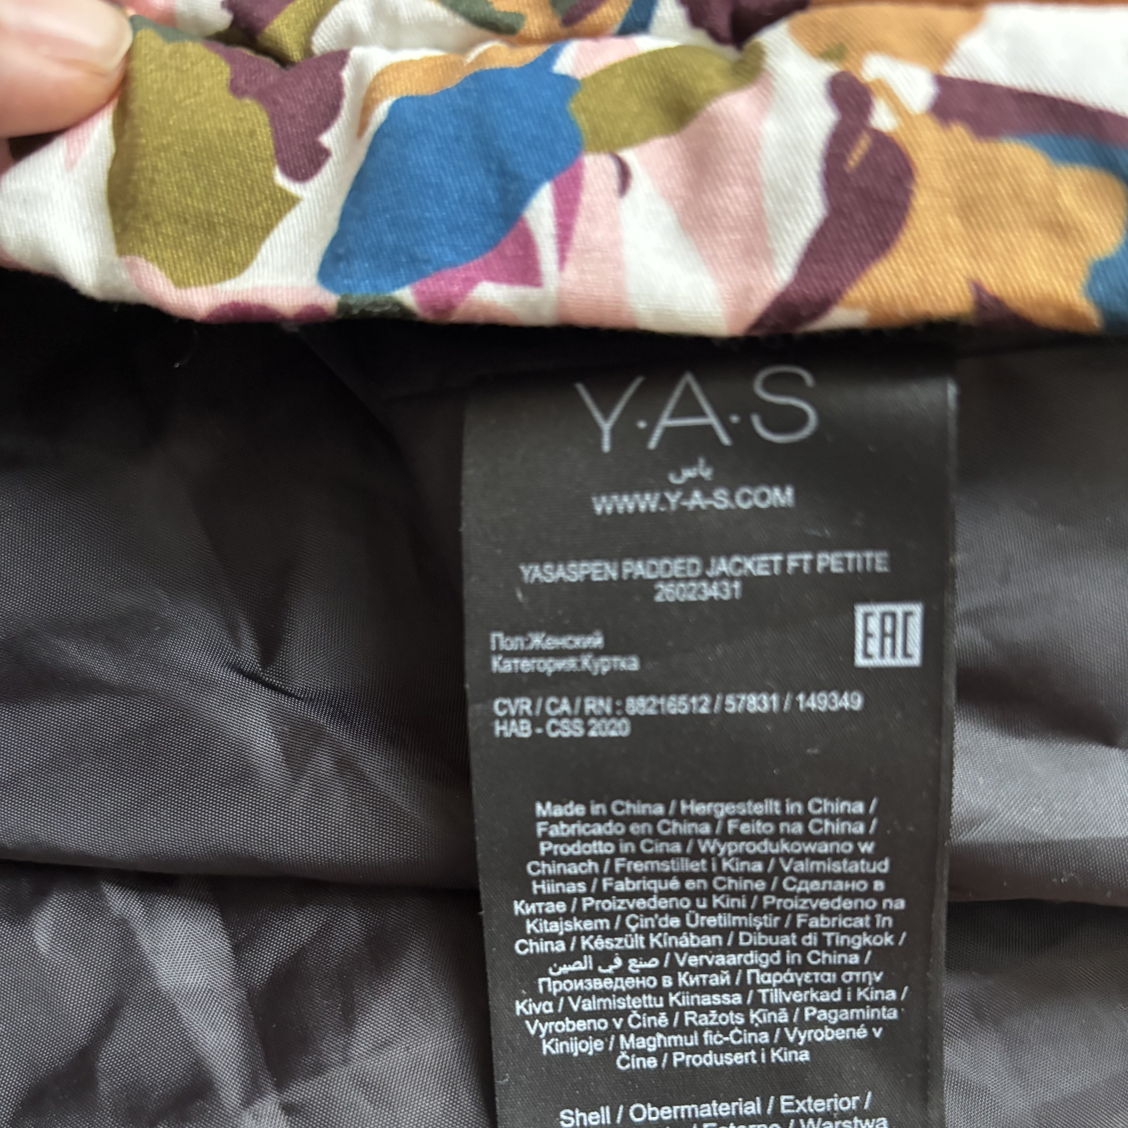 Y·A·S
ياس
WWW.Y-A-S.COM
YASASPEN PADDED JACKET FT PETITE
26023431
EAC
Пол:Женский
Категория:Куртка
CVR / CA / RN : 88216512 / 57831 / 149349
HAB - CSS 2020
Made in China / Hergestellt in China /
Fabricado en China / Feito na China /
Prodotto in Cina / Wyprodukowano w
Chinach / Fremstillet i Kina / Valmistatud
Hiinas / Fabriqué en Chine / Сделано в
Китае / Proizvedeno u Kini / Proizvedeno na
Kitajskem / Çin'de Üretilmiştir / Fabricat în
China / Készült Kínában / Dibuat di Tingkok /
صنع في الصين / Vervaardigd in China /
Произведено в Китай / Παράγεται στην
Κίνα / Valmistettu Kiinassa / Tillverkad i Kina /
Vyrobeno v Číně / Ražots Ķīnā / Pagaminta
Kinijoje / Magħmul fiċ-Ċina / Vyrobené v
Číne / Produsert i Kina
Shell / Obermaterial / Exterior /
/ Esterno / Warstwa